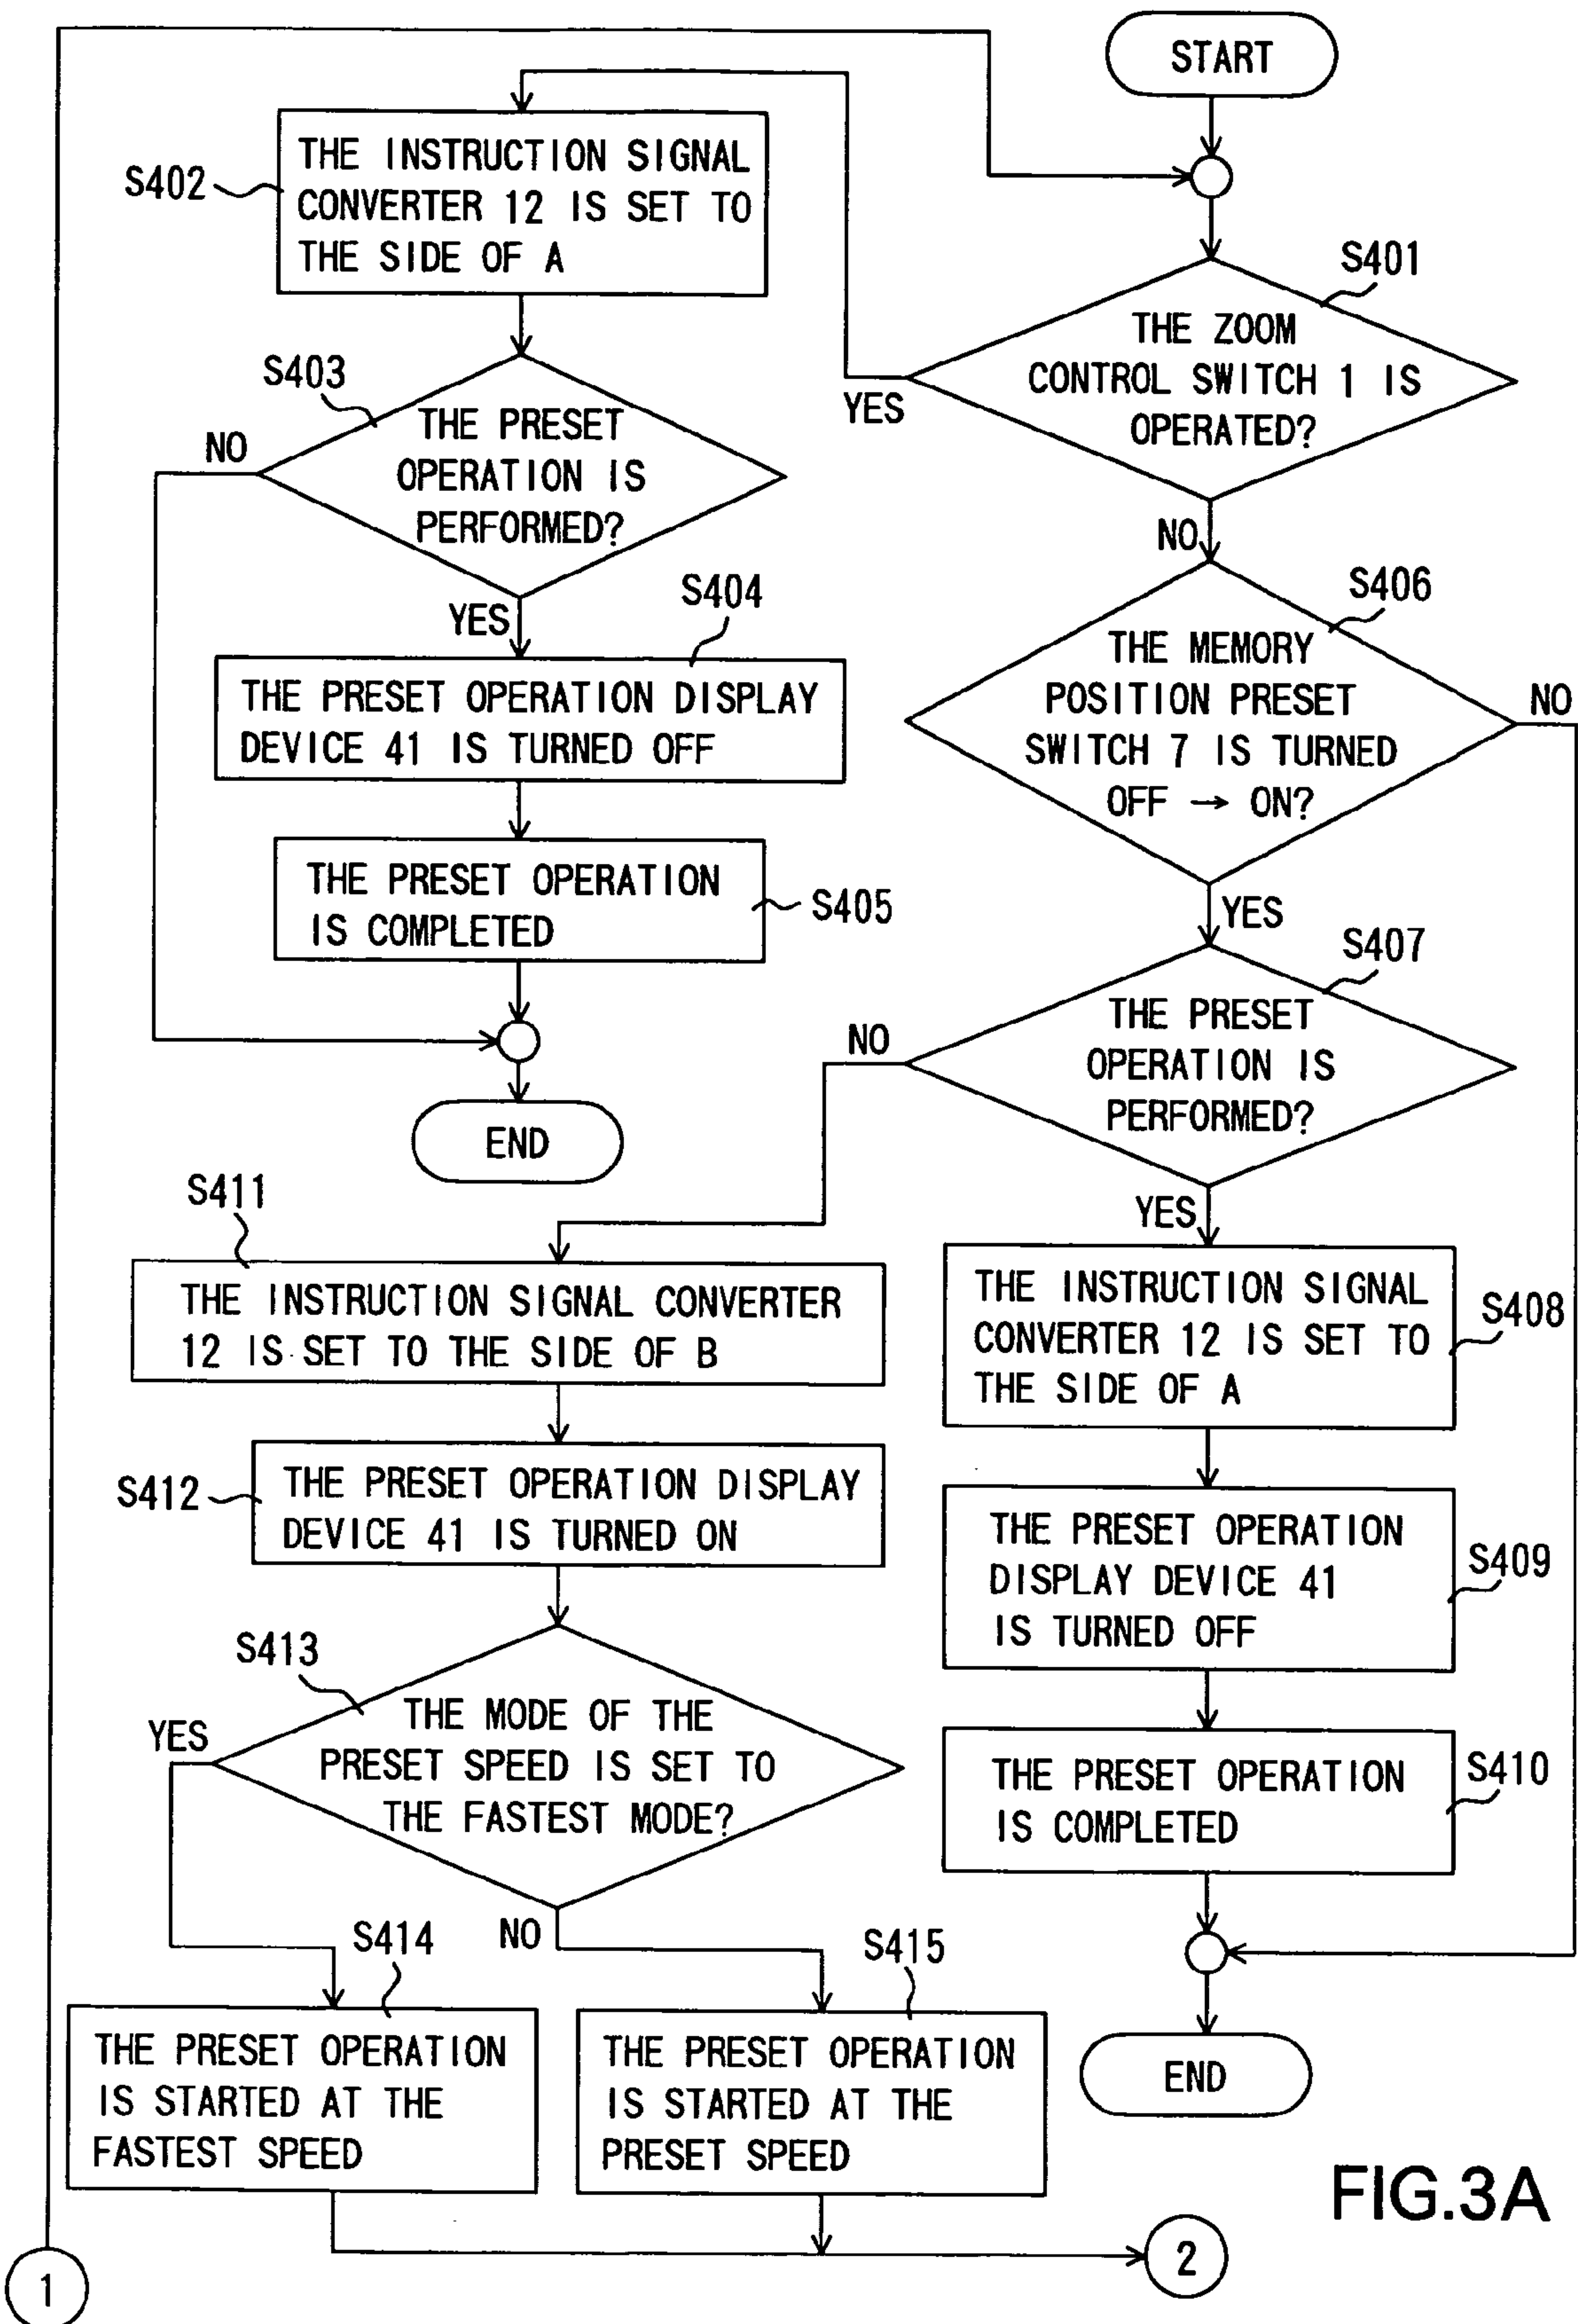 START
S401
THE ZOOM
CONTROL SWITCH 1 IS
OPERATED?
YES
NO
S402
THE INSTRUCTION SIGNAL
CONVERTER 12 IS SET TO
THE SIDE OF A
S403
THE PRESET
OPERATION IS
PERFORMED?
NO
YES
S404
THE PRESET OPERATION DISPLAY
DEVICE 41 IS TURNED OFF
THE PRESET OPERATION
IS COMPLETED
S405
END
S406
THE MEMORY
POSITION PRESET
SWITCH 7 IS TURNED
OFF → ON?
NO
YES
S407
THE PRESET
OPERATION IS
PERFORMED?
NO
YES
THE INSTRUCTION SIGNAL
CONVERTER 12 IS SET TO
THE SIDE OF A
S408
THE PRESET OPERATION
DISPLAY DEVICE 41
IS TURNED OFF
S409
THE PRESET OPERATION
IS COMPLETED
S410
END
S411
THE INSTRUCTION SIGNAL CONVERTER
12 IS SET TO THE SIDE OF B
S412
THE PRESET OPERATION DISPLAY
DEVICE 41 IS TURNED ON
S413
THE MODE OF THE
PRESET SPEED IS SET TO
THE FASTEST MODE?
YES
NO
S414
THE PRESET OPERATION
IS STARTED AT THE
FASTEST SPEED
S415
THE PRESET OPERATION
IS STARTED AT THE
PRESET SPEED
1
2
FIG.3A